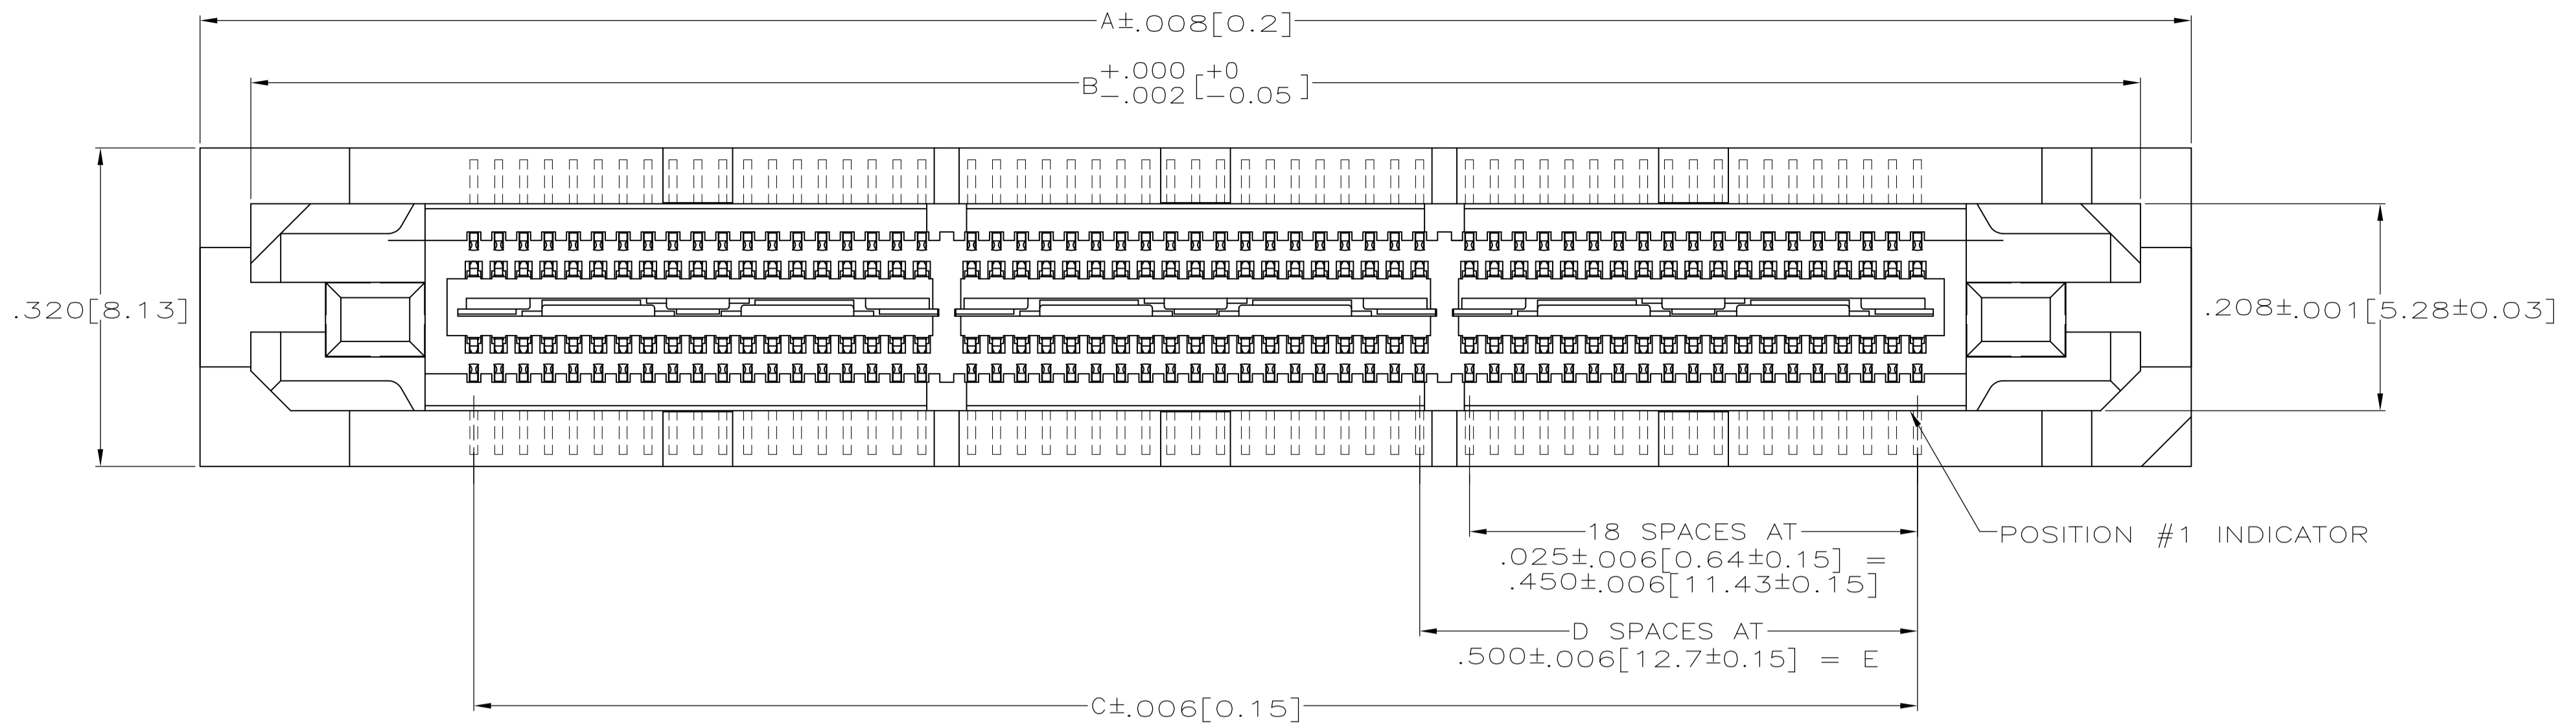 A±.008[0.2]
B +.000 -.002 [+0 -0.05]
.320[8.13]
.208±.001[5.28±0.03]
18 SPACES AT
.025±.006[0.64±0.15] =
.450±.006[11.43±0.15]
POSITION #1 INDICATOR
D SPACES AT
.500±.006[12.7±0.15] = E
C±.006[0.15]